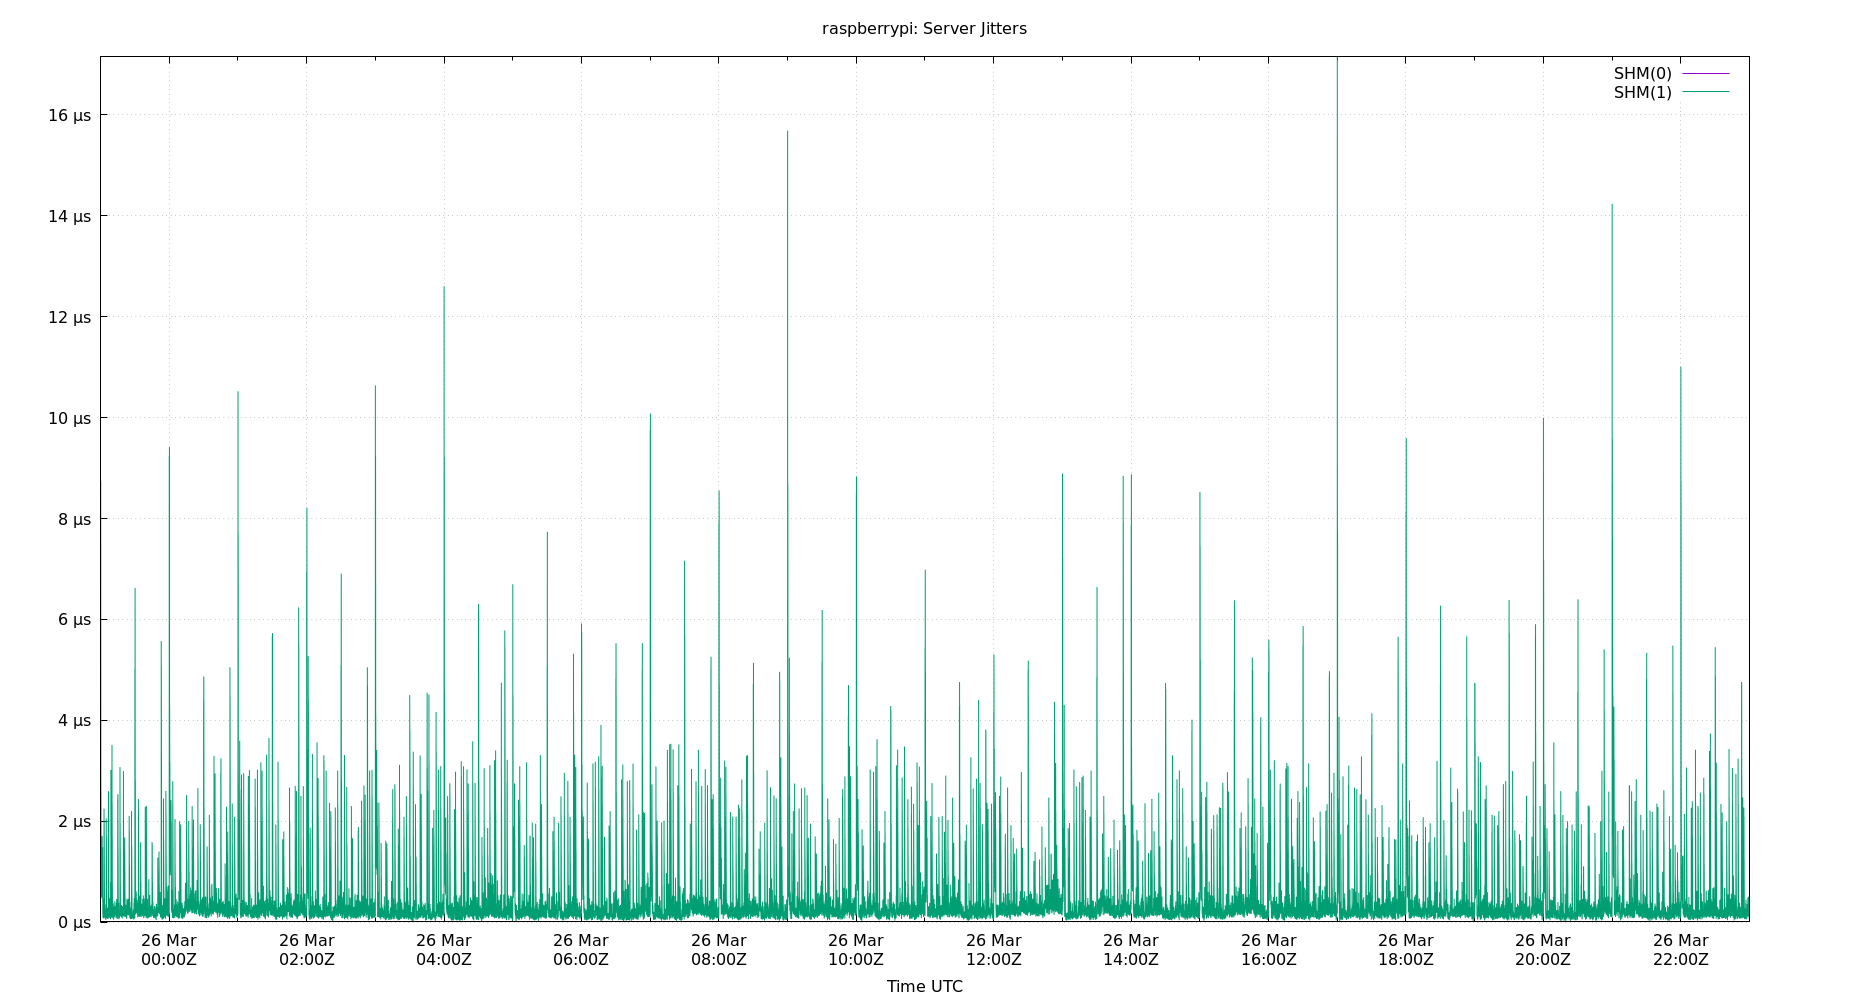 raspberrypi: Server Jitters
SHM(0)
SHM(1)
16 µs
14 µs
12 µs
10 µs
8 µs
6 µs
4 µs
2 µs
0 µs
26 Mar 26 Mar 26 Mar 26 Mar 26 Mar 26 Mar 26 Mar 26 Mar 26 Mar 26 Mar 26 Mar 26 Mar
00:00Z 02:00Z 04:00Z 06:00Z 08:00Z 10:00Z 12:00Z 14:00Z 16:00Z 18:00Z 20:00Z 22:00Z
Time UTC